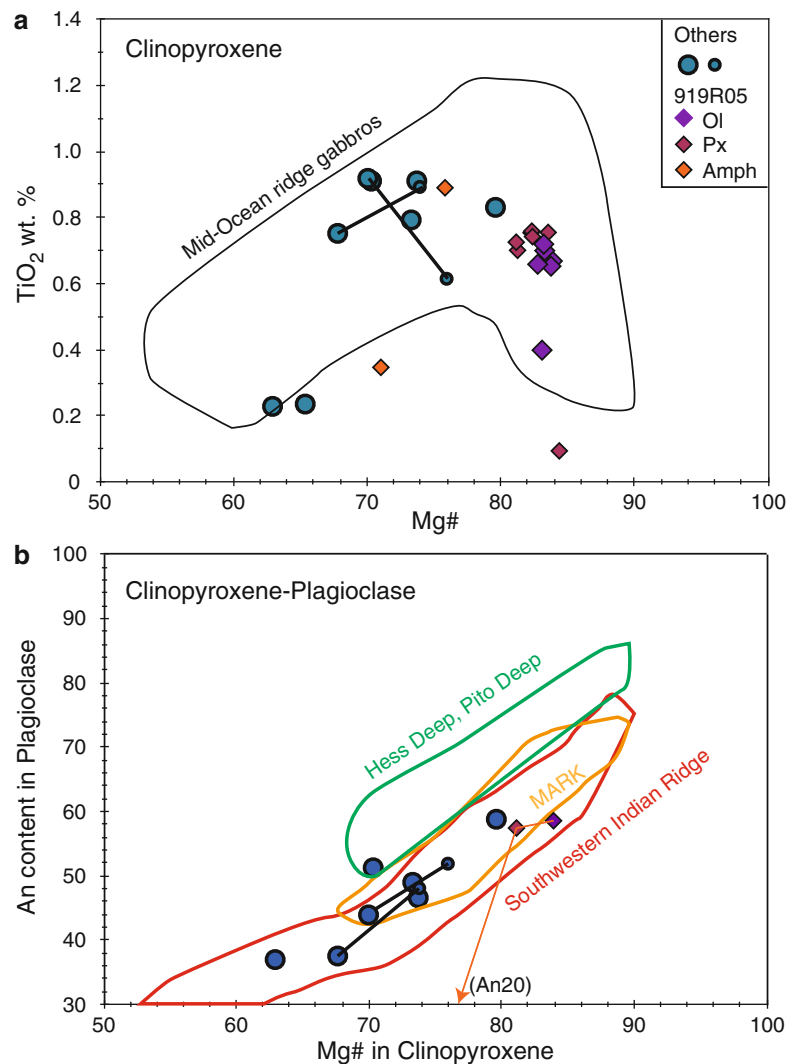 a
Clinopyroxene
Others
919R05
Ol
Px
Amph
Mid-Ocean ridge gabbros
TiO2 wt. %
1.4
1.2
1.0
0.8
0.6
0.4
0.2
0
50 60 70 80 90 100
Mg#
b
Clinopyroxene-Plagioclase
Hess Deep, Pito Deep
MARK
Southwestern Indian Ridge
(An20)
An content in Plagioclase
100
90
80
70
60
50
40
30
50 60 70 80 90 100
Mg# in Clinopyroxene